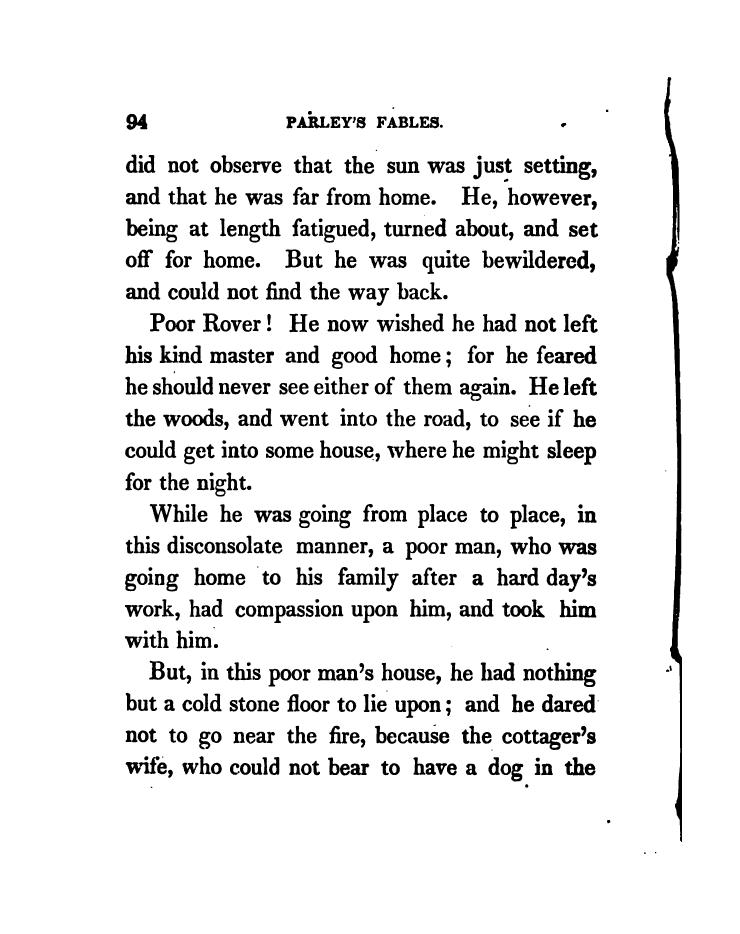 94 PARLEY'S FABLES.
did not observe that the sun was just setting,
and that he was far from home. He, however,
being at length fatigued, turned about, and set
off for home. But he was quite bewildered,
and could not find the way back.
Poor Rover! He now wished he had not left
his kind master and good home; for he feared
he should never see either of them again. He left
the woods, and went into the road, to see if he
could get into some house, where he might sleep
for the night.
While he was going from place to place, in
this disconsolate manner, a poor man, who was
going home to his family after a hard day's
work, had compassion upon him, and took him
with him.
But, in this poor man's house, he had nothing
but a cold stone floor to lie upon; and he dared
not to go near the fire, because the cottager's
wife, who could not bear to have a dog in the